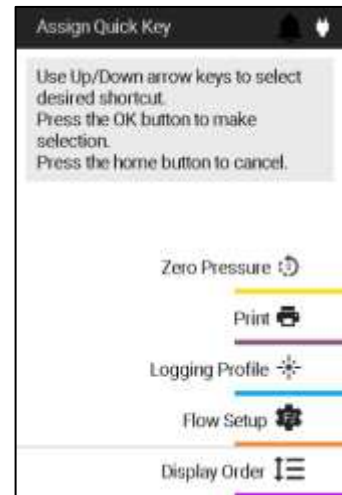 Assign Quick Key
Use Up/Down arrow keys to select
desired shortcut.
Press the OK button to make
selection.
Press the home button to cancel.
Zero Pressure
Print
Logging Profile
Flow Setup
Display Order